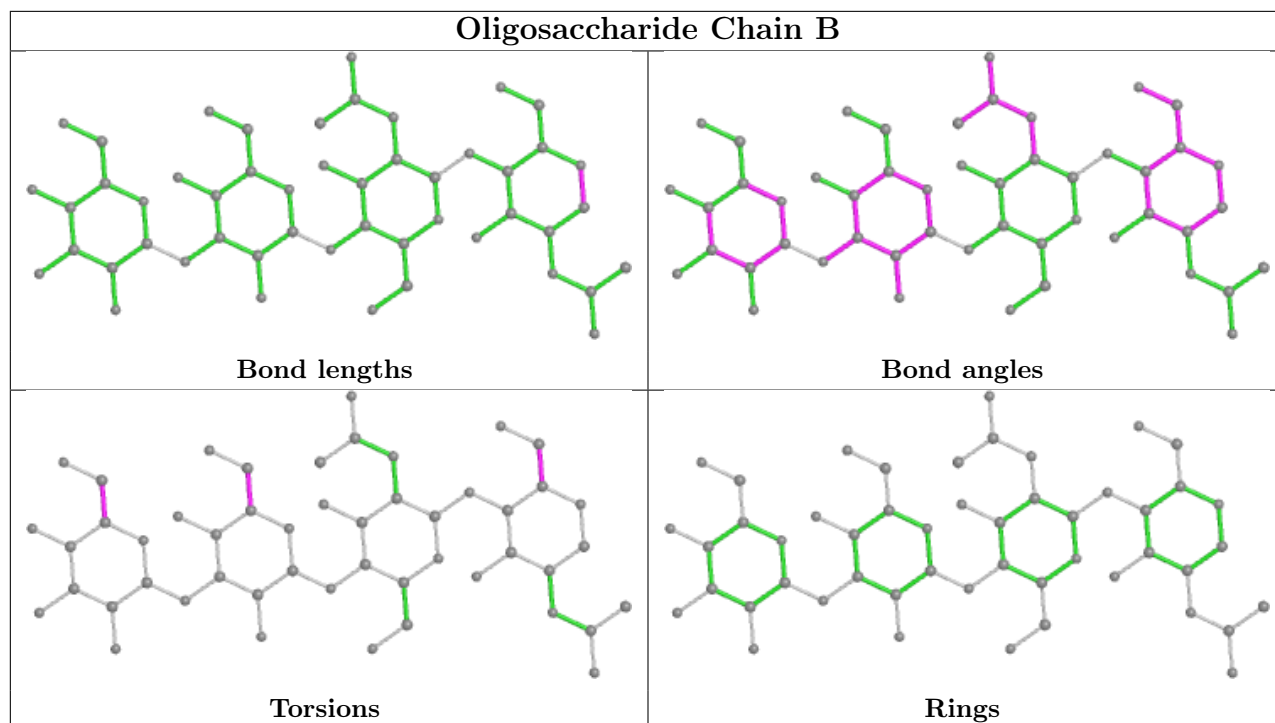 Oligosaccharide Chain B
Bond lengths
Bond angles
Torsions
Rings